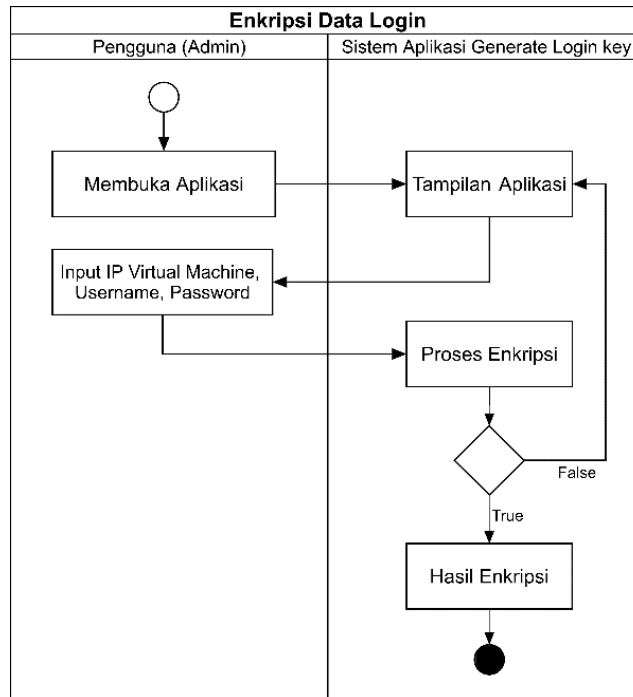 Enkripsi Data Login
Pengguna (Admin)
Sistem Aplikasi Generate Login key
Membuka Aplikasi
Tampilan Aplikasi
Input IP Virtual Machine,
Username, Password
Proses Enkripsi
False
True
Hasil Enkripsi